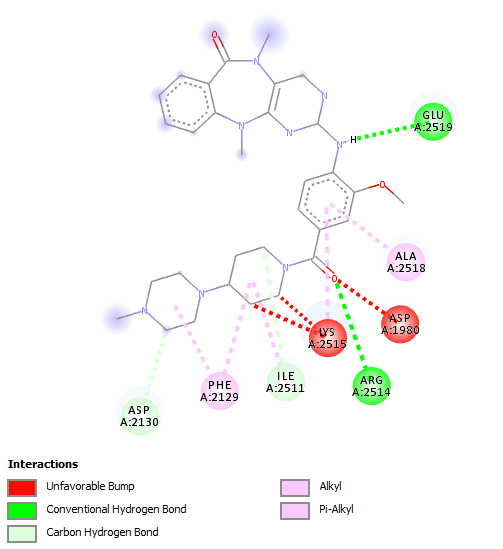 O
N
N
N
N
N
H
GLU
A:2519
O
ALA
A:2518
N
O
N
N
ASP
A:1980
LYS
A:2515
ILE
A:2511
PHE
A:2129
ARG
A:2514
ASP
A:2130
Interactions
Unfavorable Bump
Alkyl
Conventional Hydrogen Bond
Pi-Alkyl
Carbon Hydrogen Bond